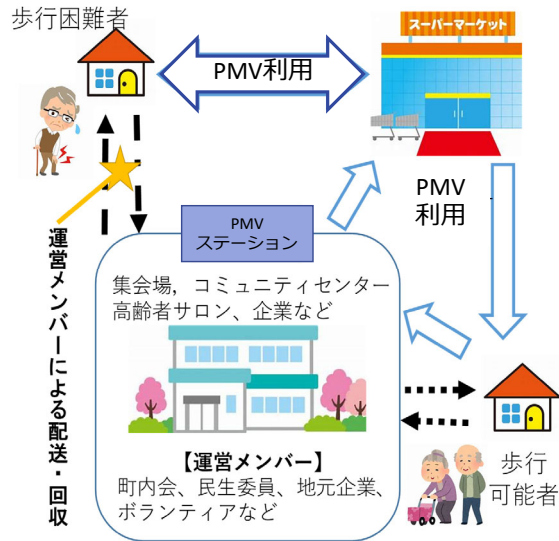 歩行困難者
スーパーマーケット
PMV利用
PMV
利用
PMV
ステーション
集会場，コミュニティセンター
高齢者サロン、企業など
運営メンバーによる配送・回収
【運営メンバー】
町内会、民生委員、地元企業、
ボランティアなど
歩行
可能者